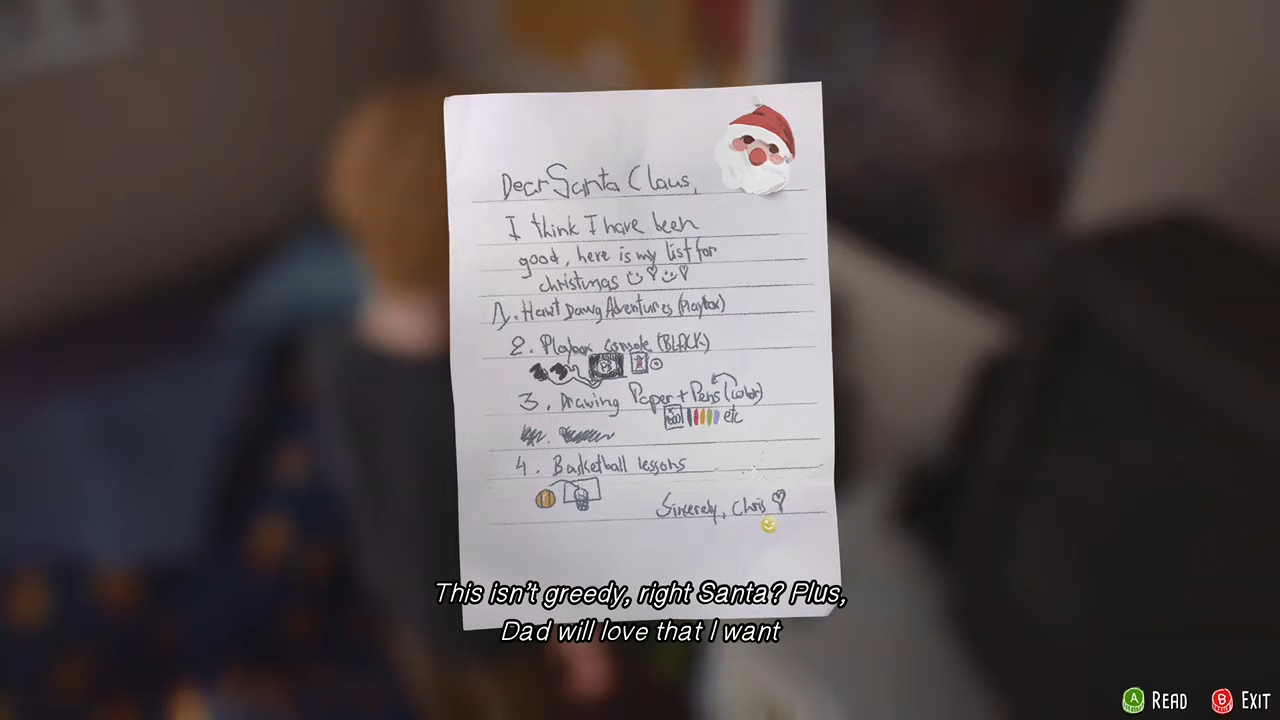 Dear Santa Claus,
I think I have been
good, here is my list for
christmas
1. Hawt Dawg Adventures (Playbox)
2. Playbox console (BLACK)
3. Drawing Paper + Pens (color)
etc
4. Basketball lessons
Sincerely, Chris
This isn't greedy, right Santa? Plus,
Dad will love that I want
A READ B EXIT